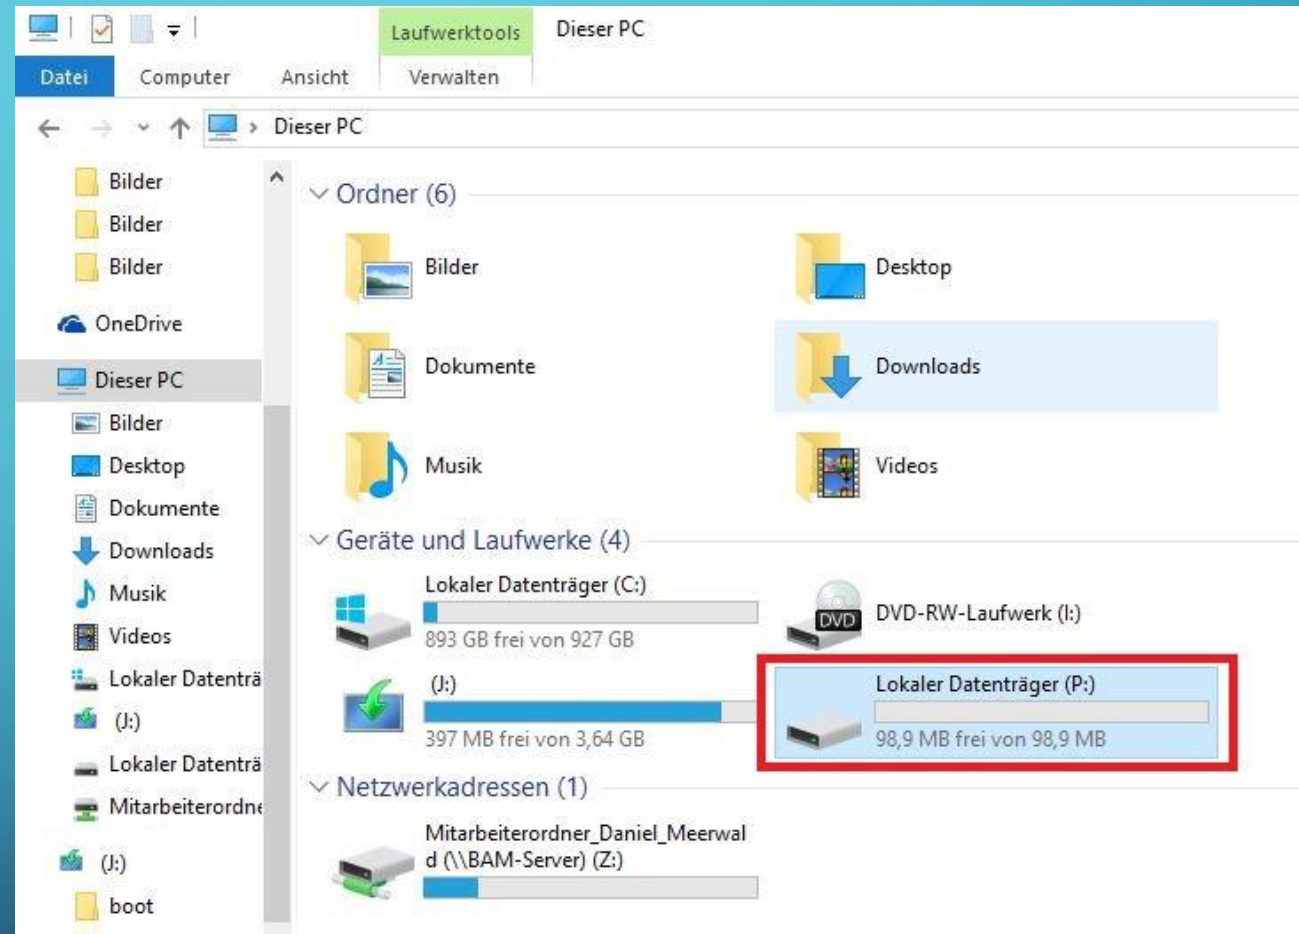 Laufwerktools Dieser PC
Datei Computer Ansicht Verwalten
Dieser PC
Bilder
Bilder
Bilder
OneDrive
Dieser PC
Bilder
Desktop
Dokumente
Downloads
Musik
Videos
Lokaler Datenträ
(J:)
Lokaler Datenträ
Mitarbeiterordne
(J:)
boot
Ordner (6)
Bilder
Desktop
Dokumente
Downloads
Musik
Videos
Geräte und Laufwerke (4)
Lokaler Datenträger (C:)
893 GB frei von 927 GB
DVD
DVD-RW-Laufwerk (I:)
(J:)
397 MB frei von 3,64 GB
Lokaler Datenträger (P:)
98,9 MB frei von 98,9 MB
Netzwerkadressen (1)
Mitarbeiterordner_Daniel_Meerwal
d (\\BAM-Server) (Z:)